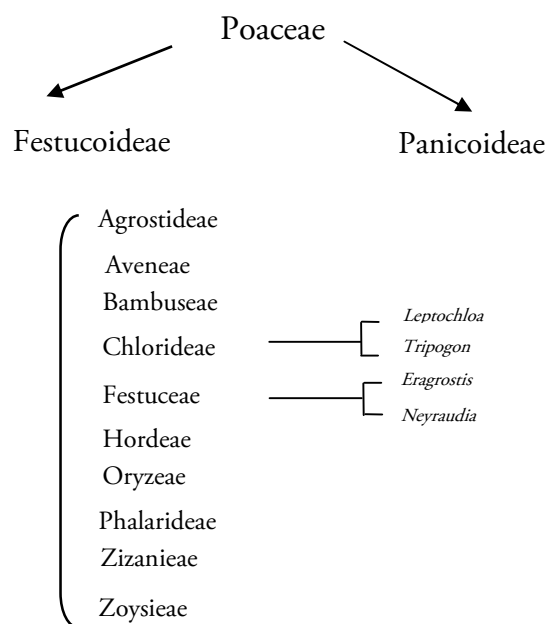 Poaceae
Festucoideae
Panicoideae
Agrostideae
Aveneae
Bambuseae
Leptochloa
Chlorideae
Tripogon
Eragrostis
Festuceae
Neyraudia
Hordeae
Oryzeae
Phalarideae
Zizanieae
Zoysieae